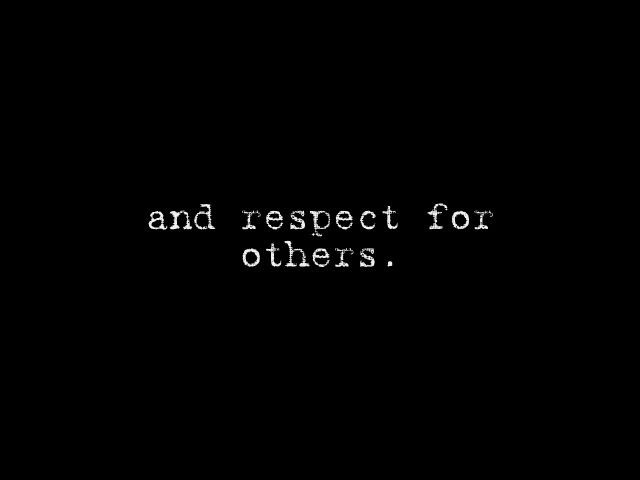 and respect for
others.